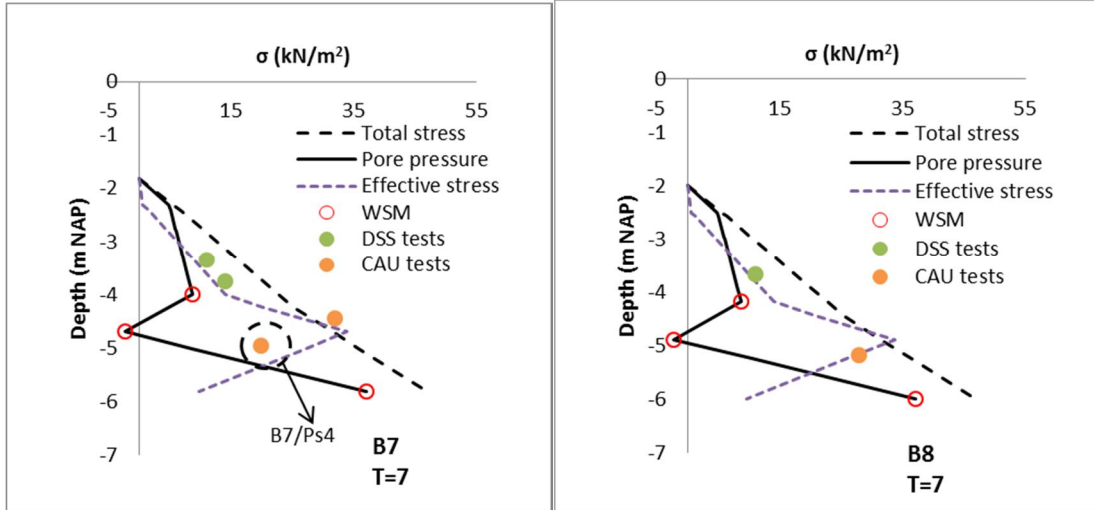 σ (kN/m²)
0
-5 15 35 55
-1
-2
-3
-4
-5
-6
-7
Depth (m NAP)
Total stress
Pore pressure
Effective stress
WSM
DSS tests
CAU tests
B7/Ps4
B7
T=7
σ (kN/m²)
0
-5 15 35 55
-1
-2
-3
-4
-5
-6
-7
Depth (m NAP)
Total stress
Pore pressure
Effective stress
WSM
DSS tests
CAU tests
B8
T=7